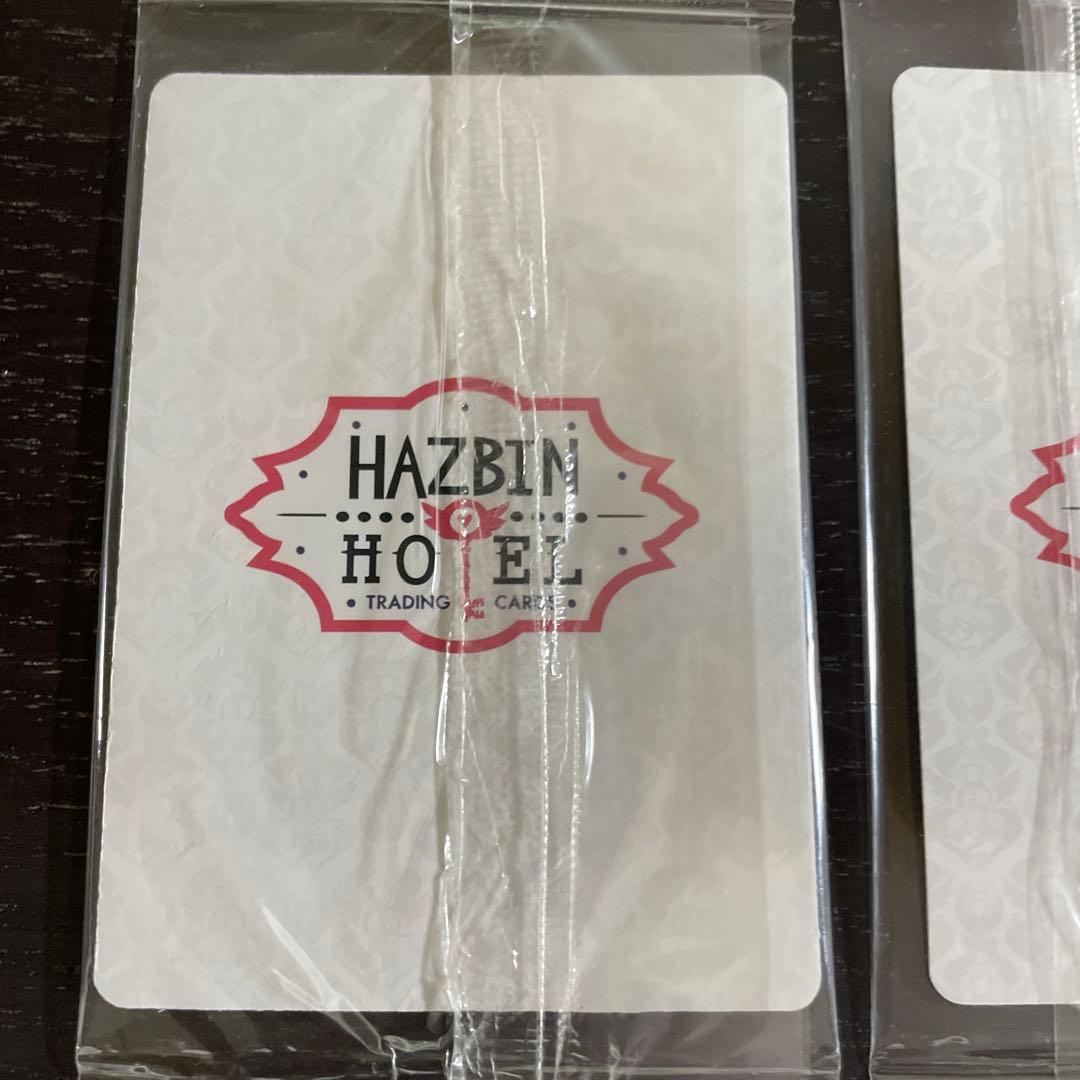 HAZBIN
HOTEL
• TRADING CARDS •